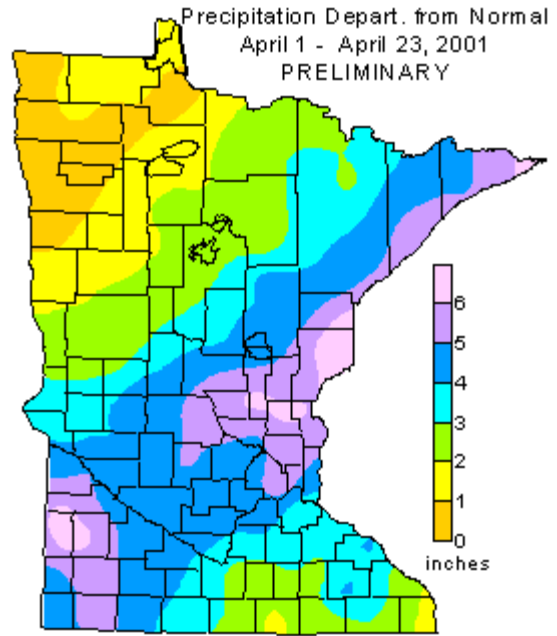 Precipitation Depart. from Normal
April 1 - April 23, 2001
PRELIMINARY
6
5
4
3
2
1
0
inches